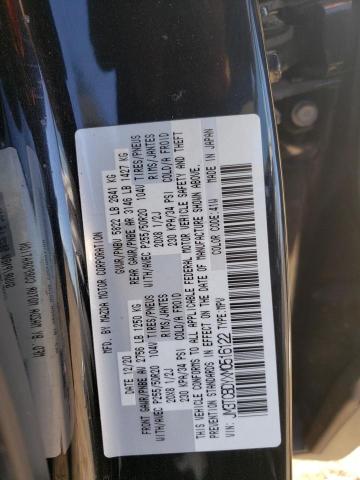 MFD. BY MAZDA MOTOR CORPORATION
12/20 GVWR/PNBV 5822 LB 2641 KG
FRONT GAWR/PNBE AV 2756 LB 1250 KG REAR GAWR/PNBE AR 3146 LB 1427 KG
WITH/AVEC P255/50R20 104V TIRES/PNEUS WITH/AVEC P255/50R20 104V TIRES/PNEUS
20X8 1/2J RIMS/JANTES 20X8 1/2J RIMS/JANTES
230 KPA/34 PSI COLD/A FROID 230 KPA/34 PSI COLD/A FROID
THIS VEHICLE CONFORMS TO ALL APPLICABLE FEDERAL MOTOR VEHICLE SAFETY AND THEFT
PREVENTION STANDARDS IN EFFECT ON THE DATE OF MANUFACTURE SHOWN ABOVE.
VIN: JM3TCBDYXM0516122 COLOR CODE: 41W MADE IN JAPAN
TYPE: MPV